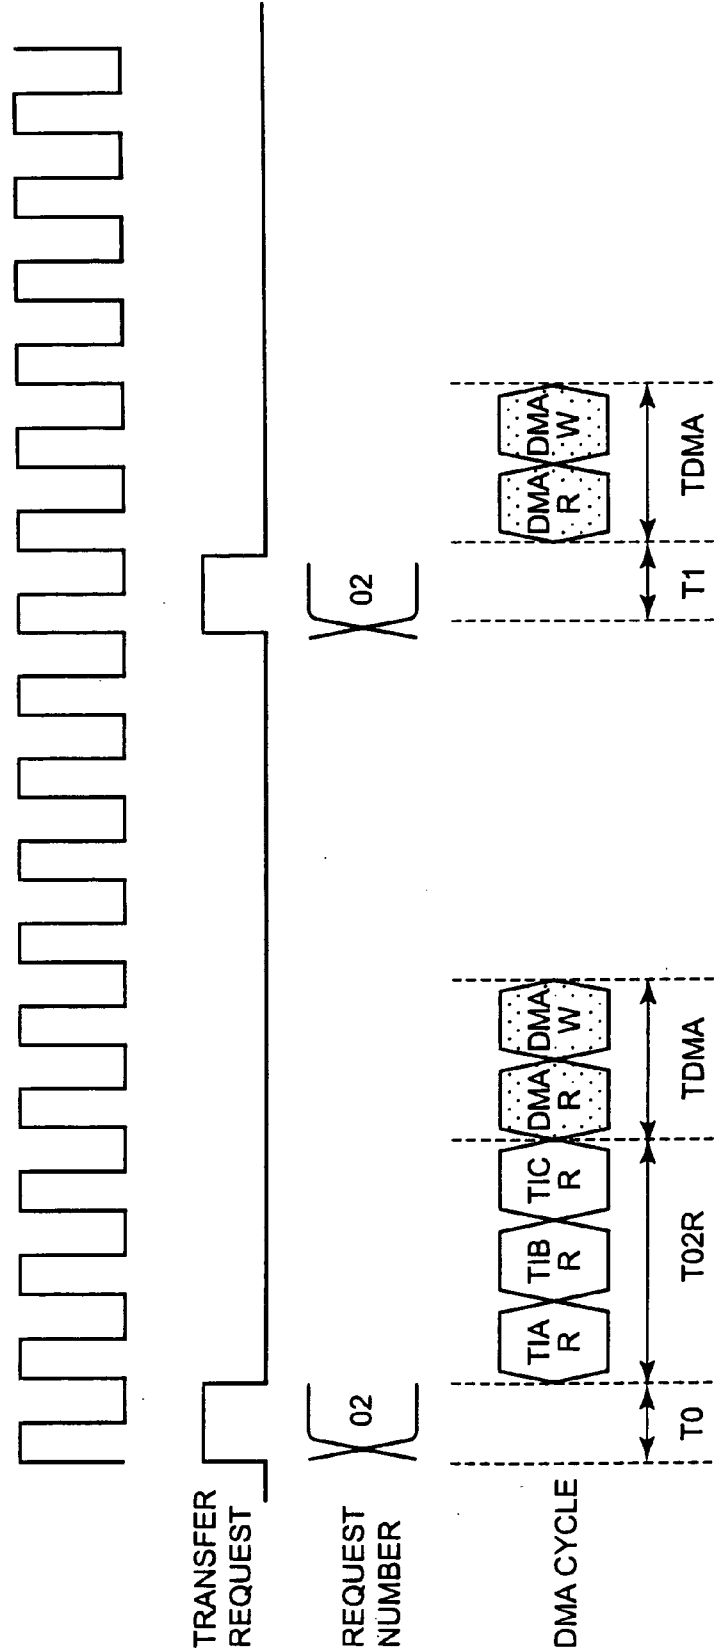 TRANSFER
REQUEST
REQUEST
NUMBER
02
02
DMA CYCLE
TIA
R
TIB
R
TIC
R
DMA
R
DMA
W
DMA
R
DMA
W
T0
T02R
TDMA
T1
TDMA